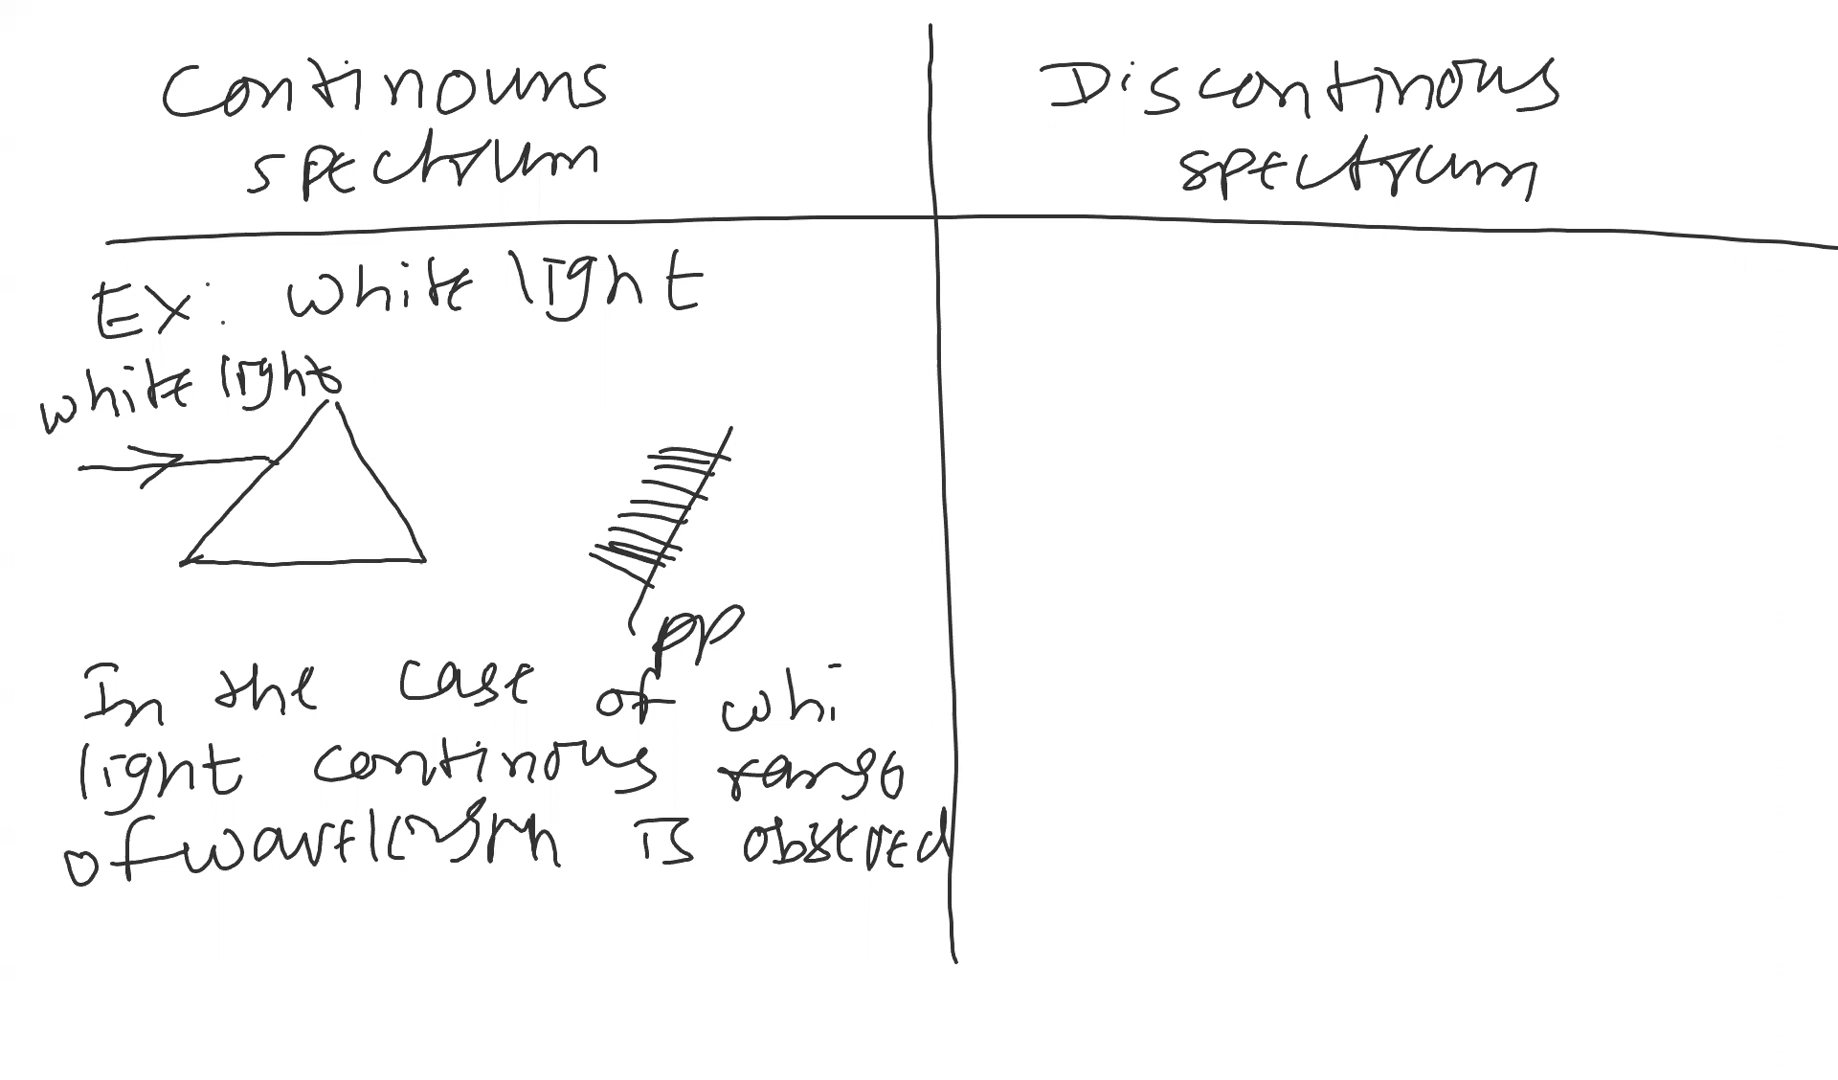 Continouns
spectrum
Discontinous
spectrum
Ex: white light
white light
PP
In the case of whi
light continous range
of wavelength is observed